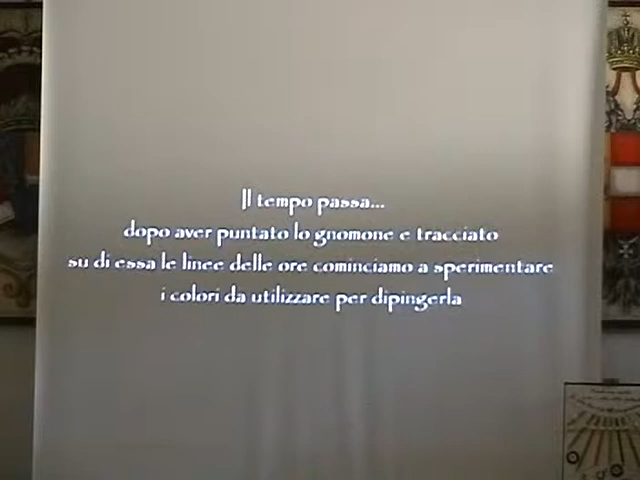 Il tempo passa...
dopo aver puntato lo gnomone e tracciato
su di essa le linee delle ore cominciamo a sperimentare
i colori da utilizzare per dipingerla